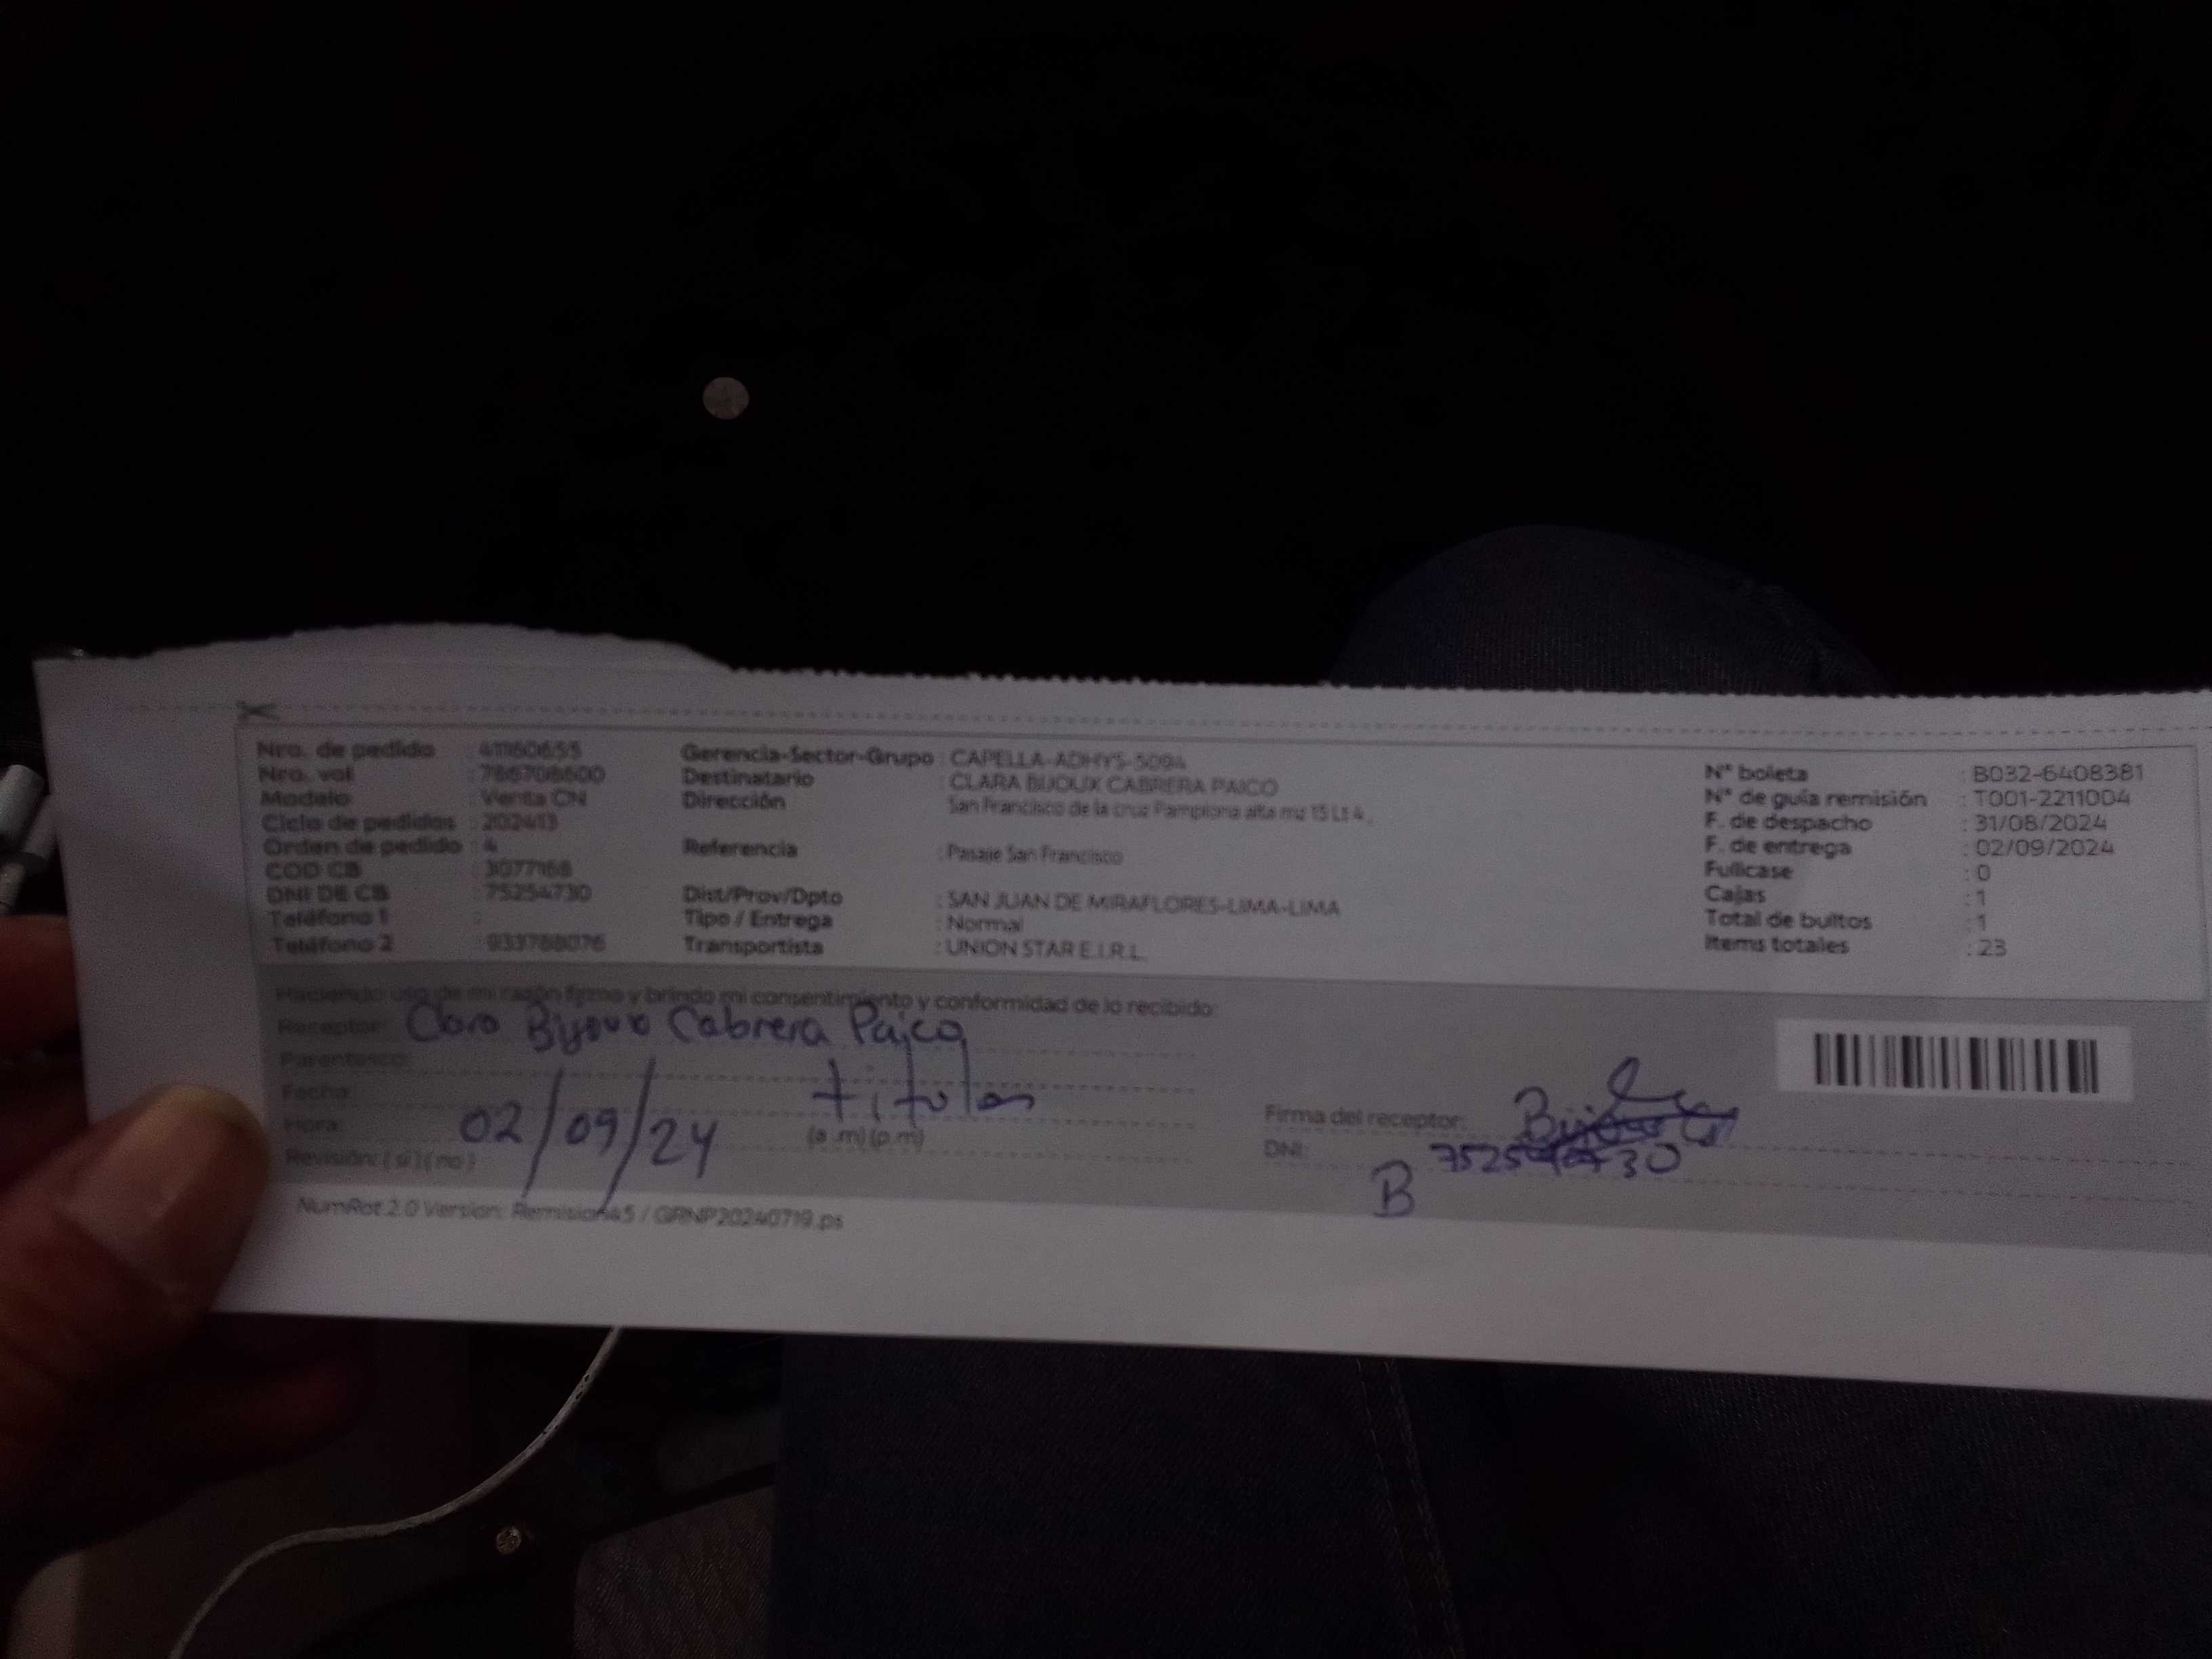 Nro. de pedido : 41160655
Nro. vol : 766708600
Modelo : Venta CN
Ciclo de pedidos : 202413
Orden de pedido : 4
COD CB : 3077168
DNI DE CB : 75254730
Teléfono 1 :
Teléfono 2 : 933788076
Gerencia-Sector-Grupo : CAPELLA-ADHYS-5094
Destinatario : CLARA BIJOUX CABRERA PAICO
Dirección San Francisco de la cruz Pamplona alta mz 15 Lt 4 ,
Referencia : Pasaje San Francisco
Dist/Prov/Dpto : SAN JUAN DE MIRAFLORES-LIMA-LIMA
Tipo / Entrega : Normal
Transportista : UNION STAR E.I.R.L.
N° boleta : B032-6408381
N° de guía remisión : T001-2211004
F. de despacho : 31/08/2024
F. de entrega : 02/09/2024
Fullcase : 0
Cajas : 1
Total de bultos : 1
Items totales : 23
Haciendo uso de mi razón firmo y brindo mi consentimiento y conformidad de lo recibido:
Receptor: Clara Bijoux Cabrera Paico
Parentesco: titular
Fecha: 02/09/24
Hora: (a .m) (p.m)
Revisión: ( si ) ( no )
Firma del receptor:
DNI: 75254730
B
NumRot 2.0 Version: Remision45 / GRNP20240719.ps